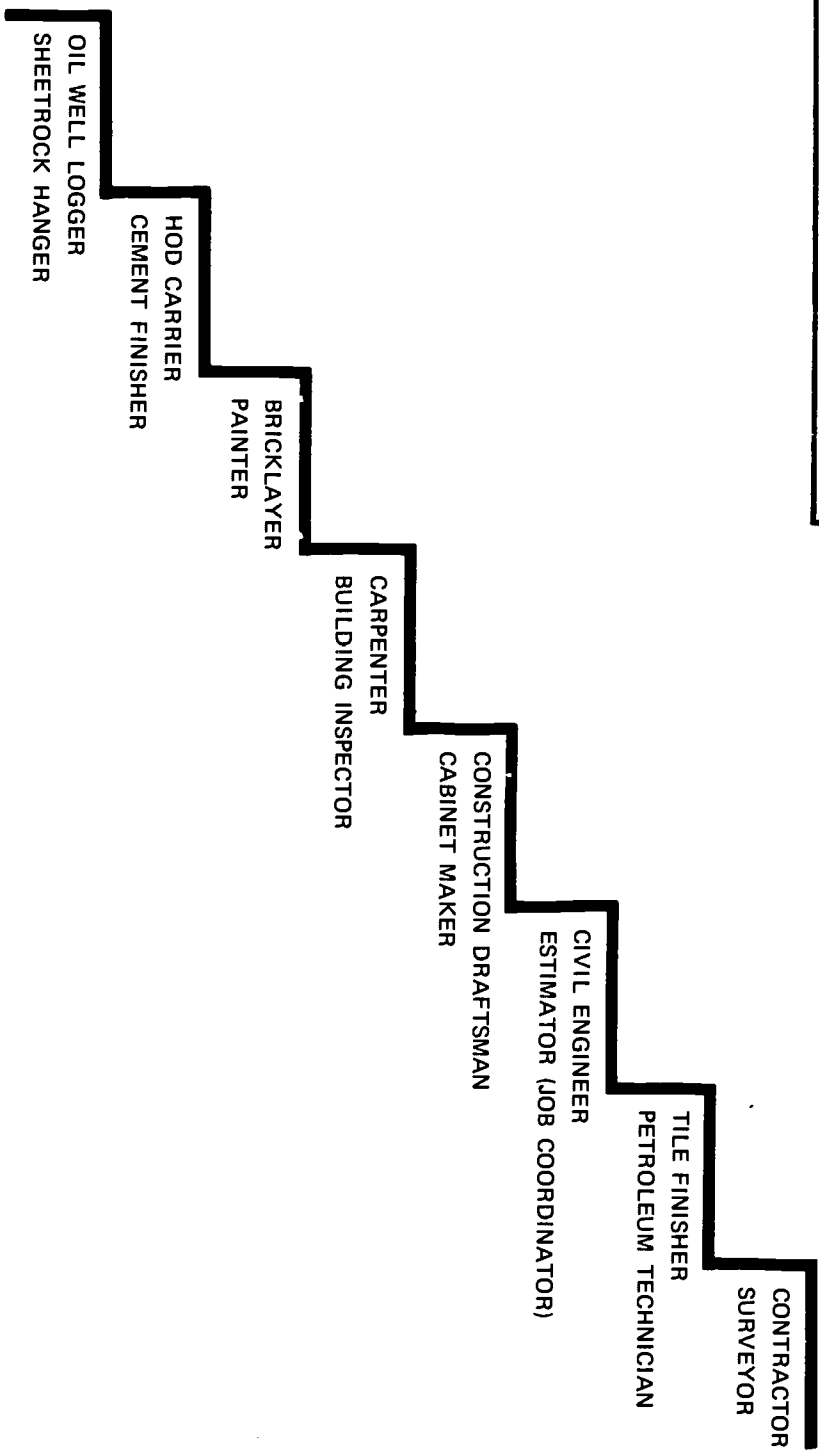 CONTRACTOR
SURVEYOR
TILE FINISHER
PETROLEUM TECHNICIAN
CIVIL ENGINEER
ESTIMATOR (JOB COORDINATOR)
CONSTRUCTION DRAFTSMAN
CABINET MAKER
CARPENTER
BUILDING INSPECTOR
BRICKLAYER
PAINTER
HOD CARRIER
CEMENT FINISHER
OIL WELL LOGGER
SHEETROCK HANGER